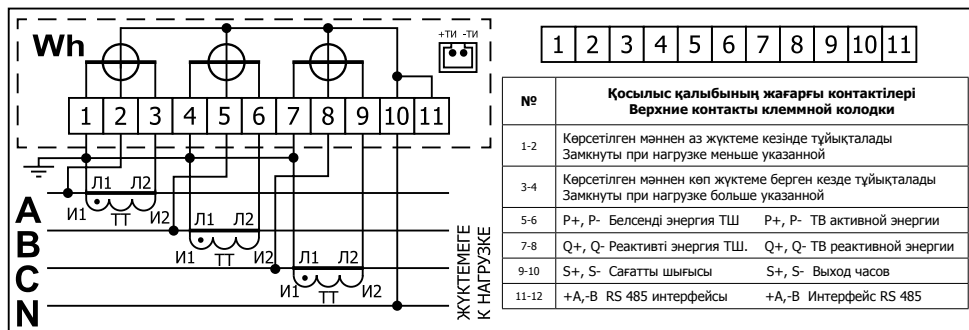 Wh
+ТИ -ТИ
1 2 3 4 5 6 7 8 9 10 11
Л1 Л2
И1 ТТ И2
Л1 Л2
И1 ТТ И2
Л1 Л2
И1 ТТ И2
A
B
C
N
ЖҮКТЕМЕГЕ
К НАГРУЗКЕ
1 2 3 4 5 6 7 8 9 10 11
№ Қосылыс қалыбының жағарғы контактілері
Верхние контакты клеммной колодки
1-2 Көрсетілген мәннен аз жүктеме кезінде тұйықталады
Замкнуты при нагрузке меньше указанной
3-4 Көрсетілген мәннен көп жүктеме берген кезде тұйықталады
Замкнуты при нагрузке больше указанной
5-6 P+, P- Белсенді энергия ТШ P+, P- ТВ активной энергии
7-8 Q+, Q- Реактивті энергия ТШ. Q+, Q- ТВ реактивной энергии
9-10 S+, S- Сағатты шығысы S+, S- Выход часов
11-12 +A,-B RS 485 интерфейсы +A,-B Интерфейс RS 485